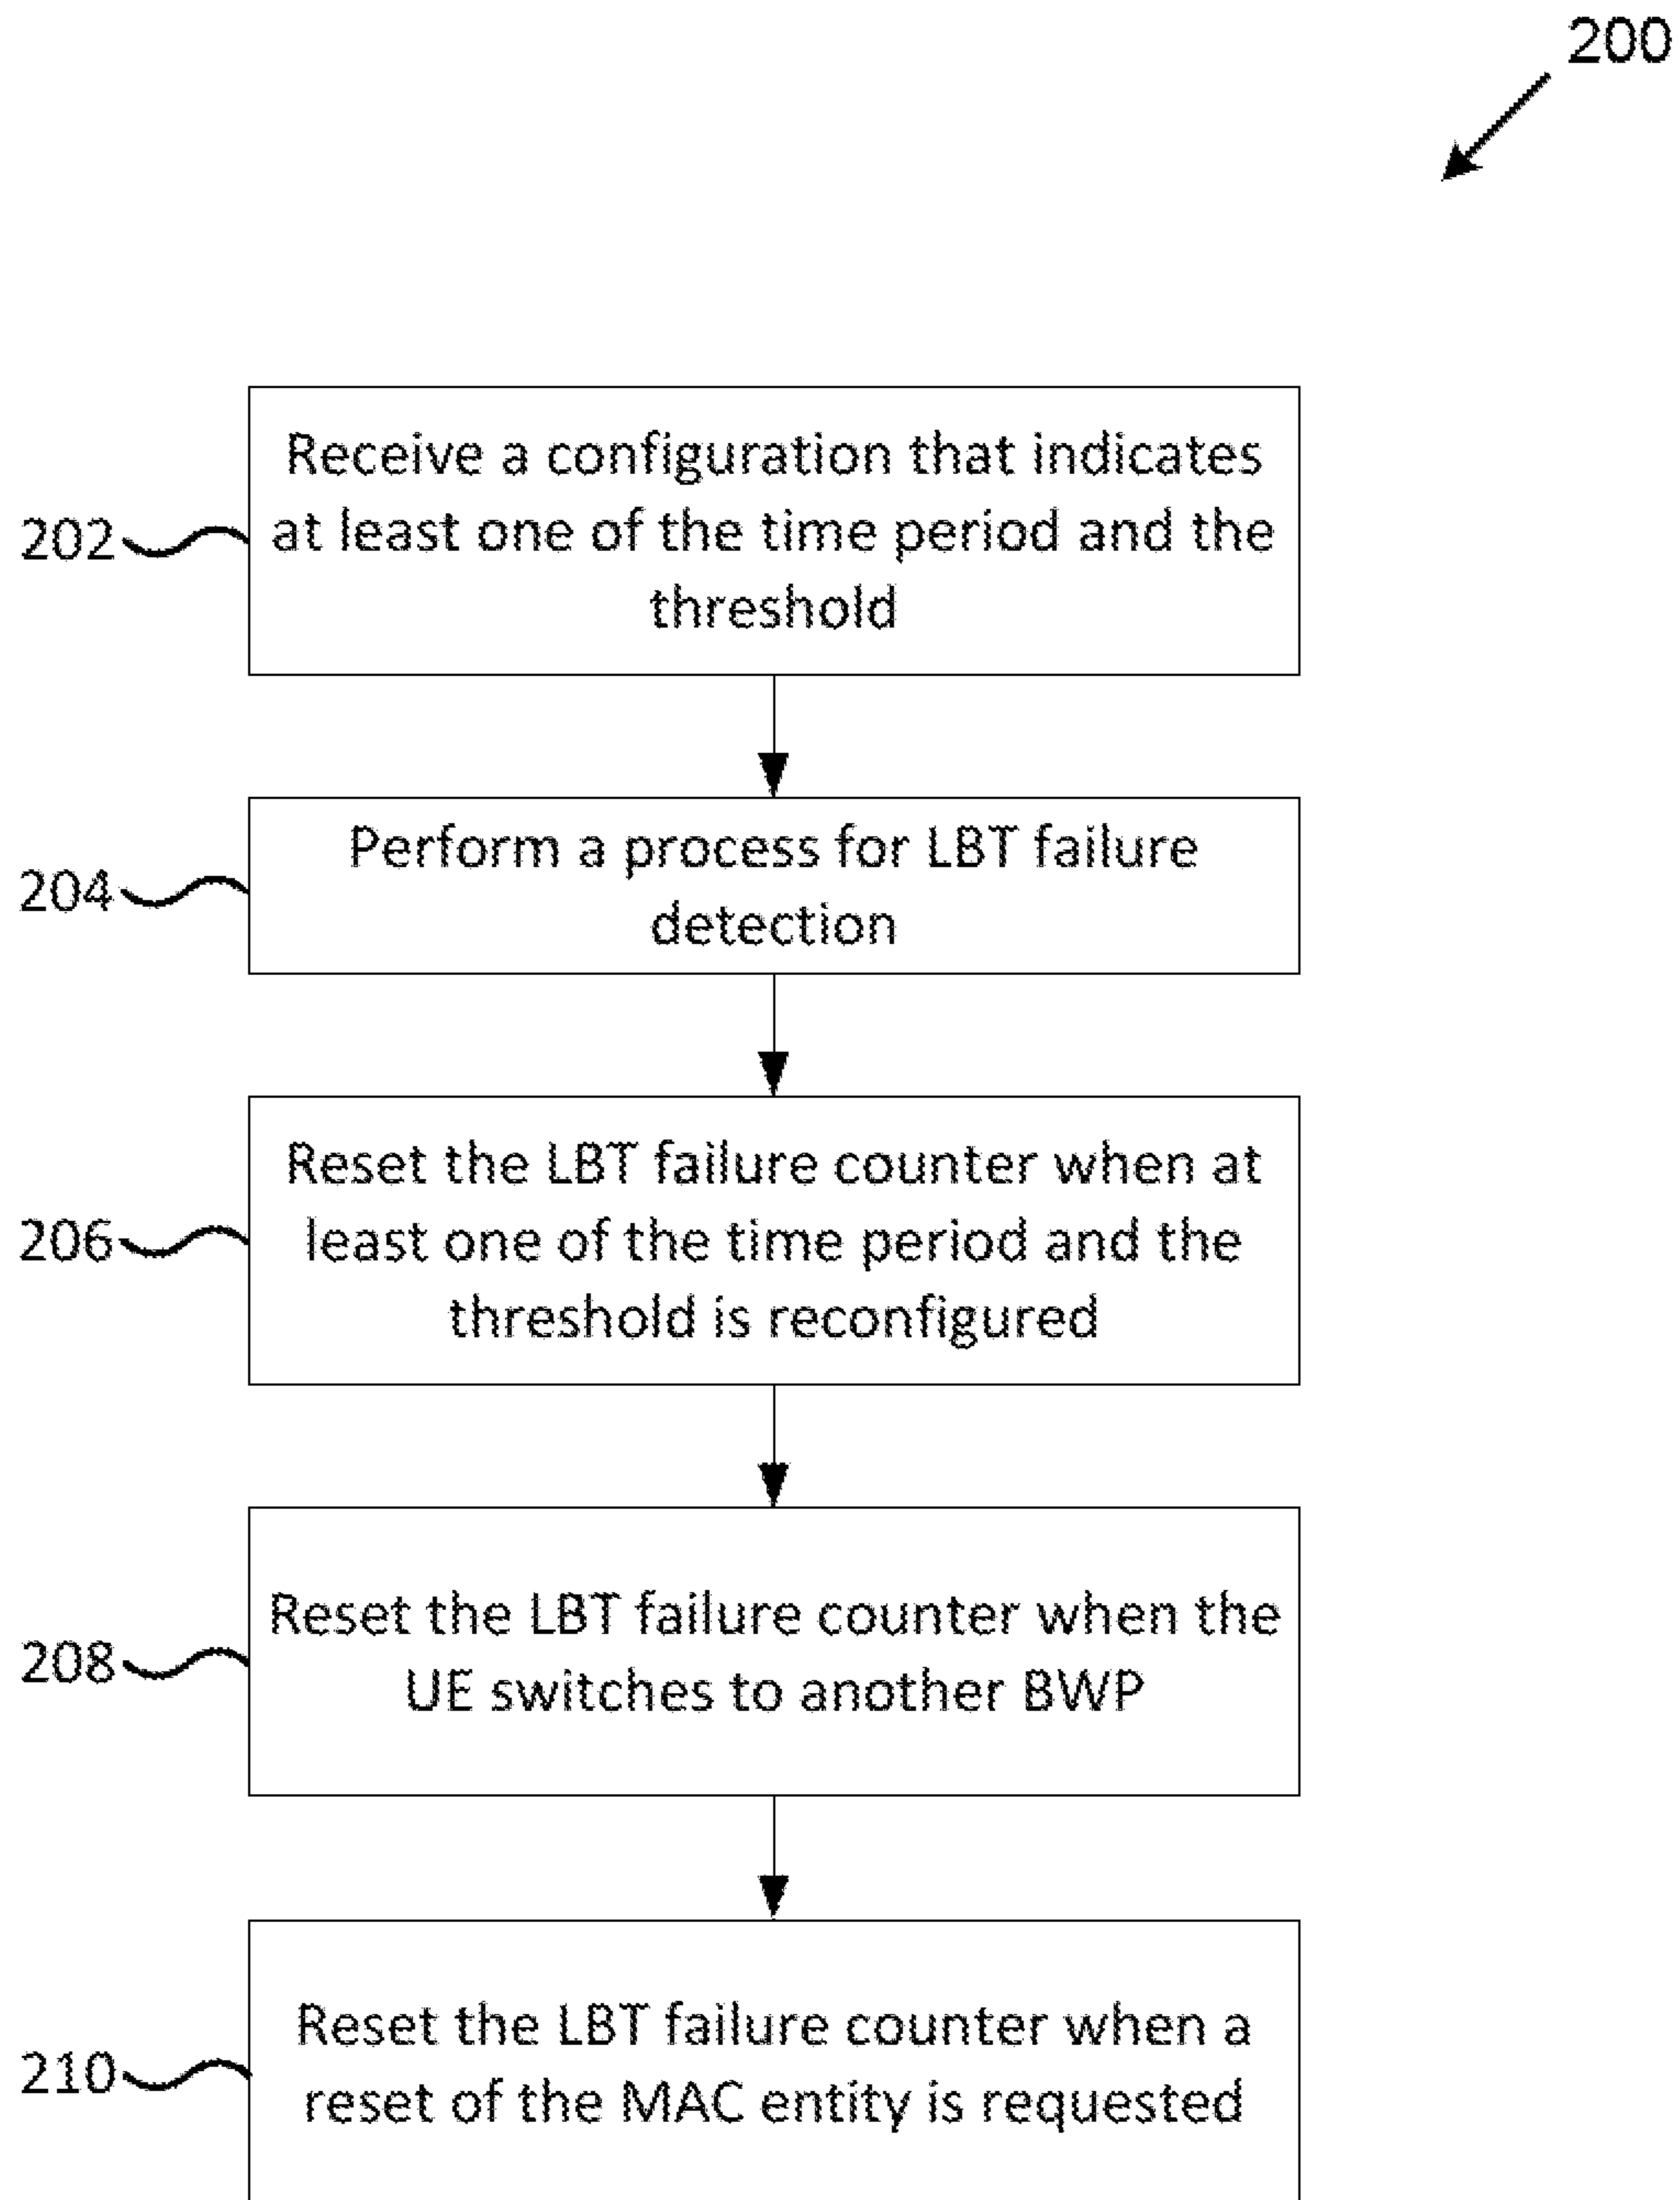 200
Receive a configuration that indicates
at least one of the time period and the
threshold
202
Perform a process for LBT failure
detection
204
Reset the LBT failure counter when at
least one of the time period and the
threshold is reconfigured
206
Reset the LBT failure counter when the
UE switches to another BWP
208
Reset the LBT failure counter when a
reset of the MAC entity is requested
210